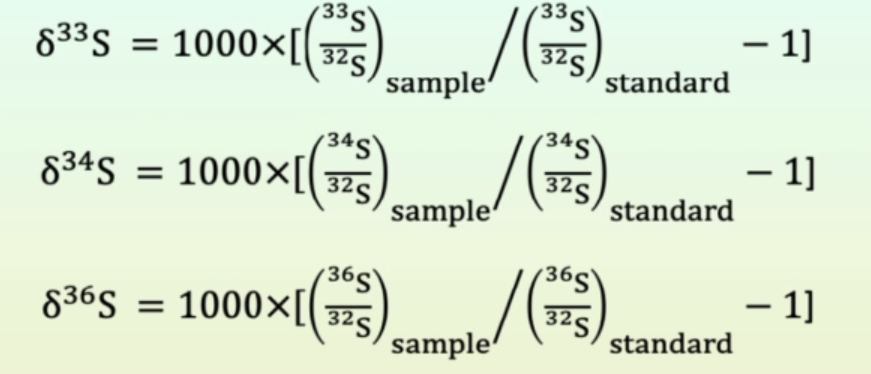 δ³³S = 1000×[(³³S/³²S)sample/(³³S/³²S)standard − 1]
δ³⁴S = 1000×[(³⁴S/³²S)sample/(³⁴S/³²S)standard − 1]
δ³⁶S = 1000×[(³⁶S/³²S)sample/(³⁶S/³²S)standard − 1]